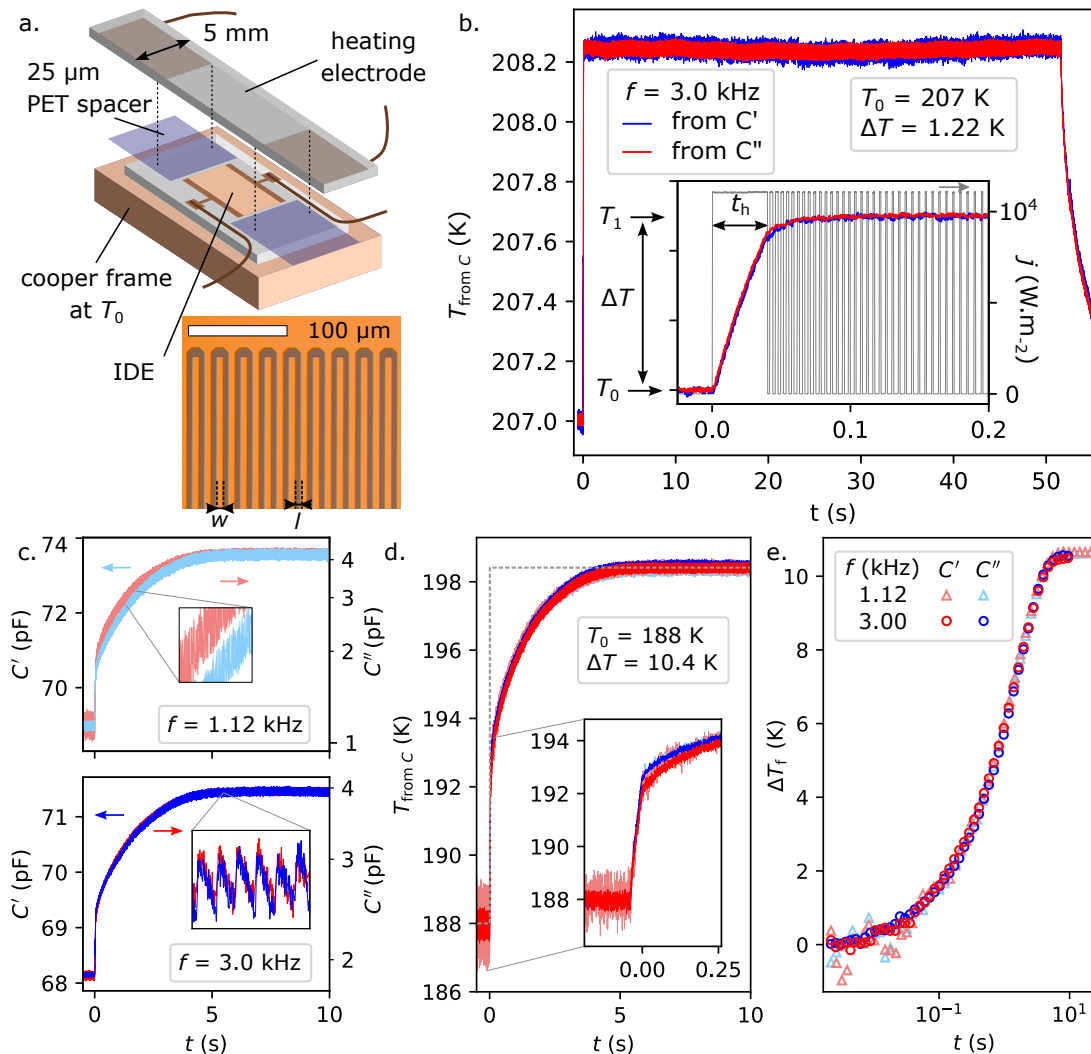 a.
5 mm
heating
electrode
25 µm
PET spacer
cooper frame
at T0
IDE
100 µm
w
l
b.
208.2
208.0
207.8
207.6
207.4
207.2
207.0
Tfrom C (K)
f = 3.0 kHz
from C'
from C"
T0 = 207 K
ΔT = 1.22 K
T1
th
ΔT
T0
10⁴
0
j (W.m-2)
0.0
0.1
0.2
0
10
20
30
40
50
t (s)
c.
74
72
70
C' (pF)
4
3
2
1
C" (pF)
f = 1.12 kHz
71
70
69
68
C' (pF)
4
3
2
C" (pF)
f = 3.0 kHz
0
5
10
t (s)
d.
198
196
194
192
190
188
186
Tfrom C (K)
T0 = 188 K
ΔT = 10.4 K
194
192
190
188
0.00
0.25
0
5
10
t (s)
e.
f (kHz) C' C"
1.12
3.00
10
8
6
4
2
0
ΔTf (K)
10⁻¹
10¹
t (s)